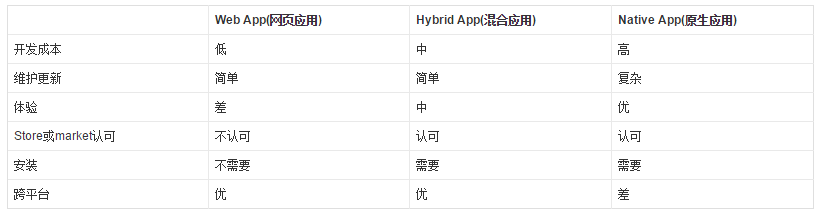 Web App(网页应用) Hybrid App(混合应用) Native App(原生应用)
开发成本 低 中 高
维护更新 简单 简单 复杂
体验 差 中 优
Store或market认可 不认可 认可 认可
安装 不需要 需要 需要
跨平台 优 优 差